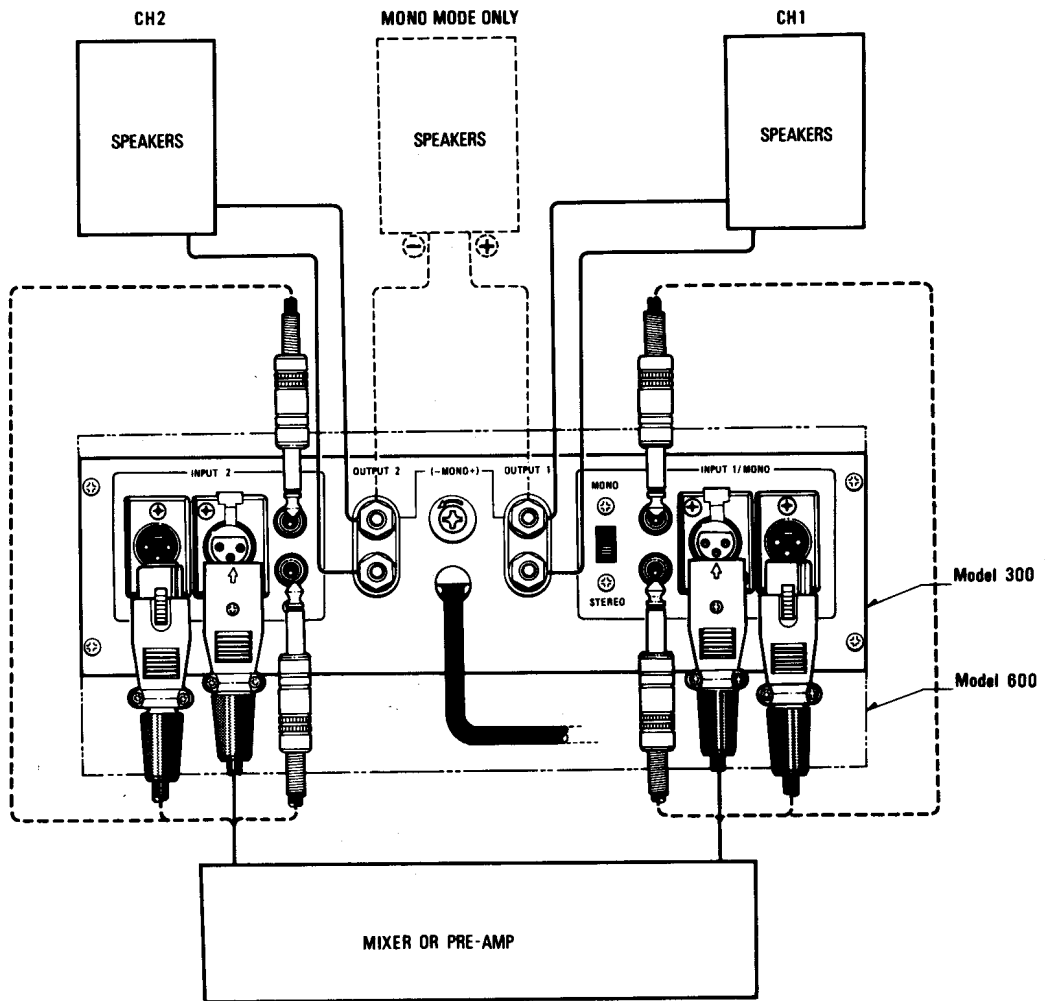 CH2
MONO MODE ONLY
CH1
SPEAKERS
SPEAKERS
SPEAKERS
− +
INPUT 2
OUTPUT 2
(−MONO+)
OUTPUT 1
INPUT 1/MONO
MONO
STEREO
Model 300
Model 600
MIXER OR PRE-AMP